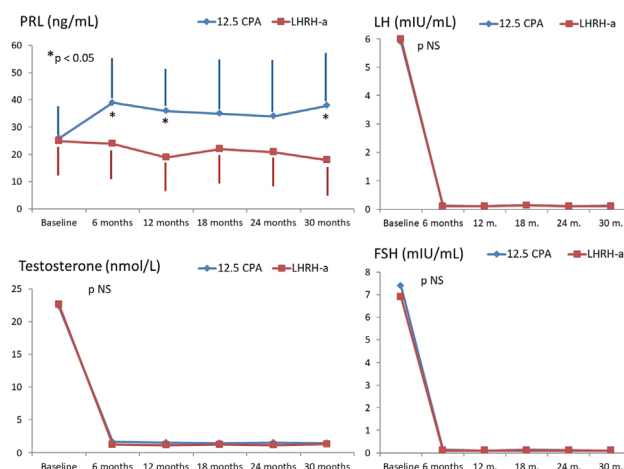 PRL (ng/mL)
12.5 CPA
LHRH-a
60
50
40
30
20
10
0
*p < 0.05
*
*
*
Baseline 6 months 12 months 18 months 24 months 30 months
LH (mIU/mL)
12.5 CPA
LHRH-a
p NS
6
5
4
3
2
1
0
Baseline 6 months 12 m. 18 m. 24 m. 30 m.
Testosterone (nmol/L)
12.5 CPA
LHRH-a
p NS
25
20
15
10
5
0
Baseline 6 months 12 months 18 months 24 months 30 months
FSH (mIU/mL)
12.5 CPA
LHRH-a
p NS
8
7
6
5
4
3
2
1
0
Baseline 6 months 12 m. 18 m. 24 m. 30 m.